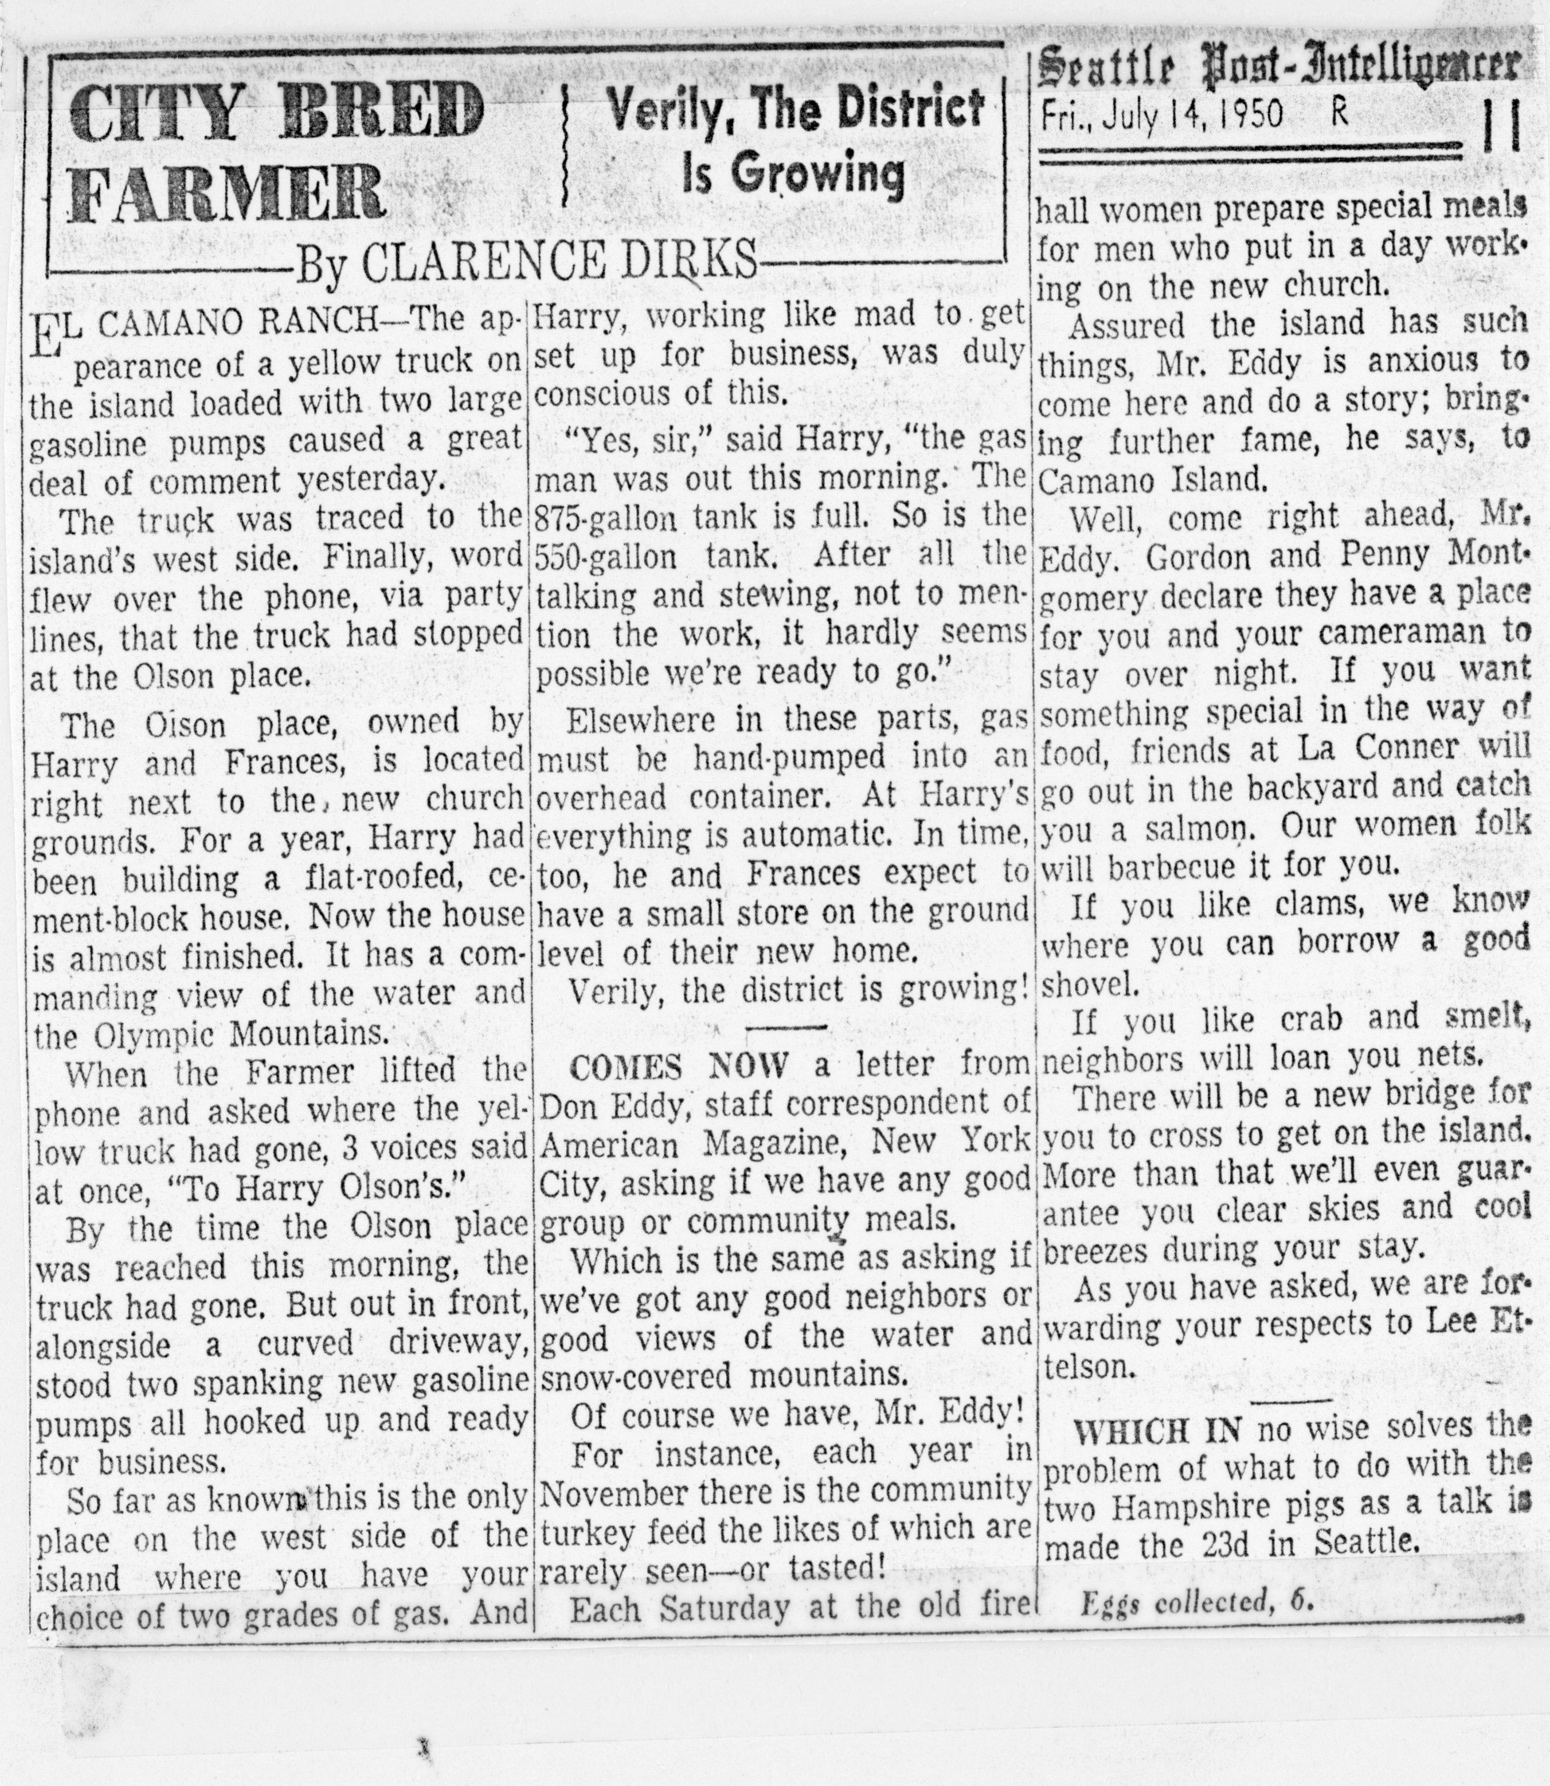 CITY BRED
FARMER
Verily, The District
Is Growing
By CLARENCE DIRKS
EL CAMANO RANCH—The ap-
pearance of a yellow truck on
the island loaded with two large
gasoline pumps caused a great
deal of comment yesterday.
The truck was traced to the
island's west side. Finally, word
flew over the phone, via party
lines, that the truck had stopped
at the Olson place.
The Olson place, owned by
Harry and Frances, is located
right next to the new church
grounds. For a year, Harry had
been building a flat-roofed, ce-
ment-block house. Now the house
is almost finished. It has a com-
manding view of the water and
the Olympic Mountains.
When the Farmer lifted the
phone and asked where the yel-
low truck had gone, 3 voices said
at once, "To Harry Olson's."
By the time the Olson place
was reached this morning, the
truck had gone. But out in front,
alongside a curved driveway,
stood two spanking new gasoline
pumps all hooked up and ready
for business.
So far as known this is the only
place on the west side of the
island where you have your
choice of two grades of gas. And
Harry, working like mad to get
set up for business, was duly
conscious of this.
"Yes, sir," said Harry, "the gas
man was out this morning. The
875-gallon tank is full. So is the
550-gallon tank. After all the
talking and stewing, not to men-
tion the work, it hardly seems
possible we're ready to go."
Elsewhere in these parts, gas
must be hand-pumped into an
overhead container. At Harry's
everything is automatic. In time,
too, he and Frances expect to
have a small store on the ground
level of their new home.
Verily, the district is growing!
COMES NOW a letter from
Don Eddy, staff correspondent of
American Magazine, New York
City, asking if we have any good
group or community meals.
Which is the same as asking if
we've got any good neighbors or
good views of the water and
snow-covered mountains.
Of course we have, Mr. Eddy!
For instance, each year in
November there is the community
turkey feed the likes of which are
rarely seen—or tasted!
Each Saturday at the old fire
Seattle Post-Intelligencer
Fri., July 14, 1950 R 11
hall women prepare special meals
for men who put in a day work-
ing on the new church.
Assured the island has such
things, Mr. Eddy is anxious to
come here and do a story; bring-
ing further fame, he says, to
Camano Island.
Well, come right ahead, Mr.
Eddy. Gordon and Penny Mont-
gomery declare they have a place
for you and your cameraman to
stay over night. If you want
something special in the way of
food, friends at La Conner will
go out in the backyard and catch
you a salmon. Our women folk
will barbecue it for you.
If you like clams, we know
where you can borrow a good
shovel.
If you like crab and smelt,
neighbors will loan you nets.
There will be a new bridge for
you to cross to get on the island.
More than that we'll even guar-
antee you clear skies and cool
breezes during your stay.
As you have asked, we are for-
warding your respects to Lee Et-
telson.
WHICH IN no wise solves the
problem of what to do with the
two Hampshire pigs as a talk is
made the 23d in Seattle.
Eggs collected, 6.